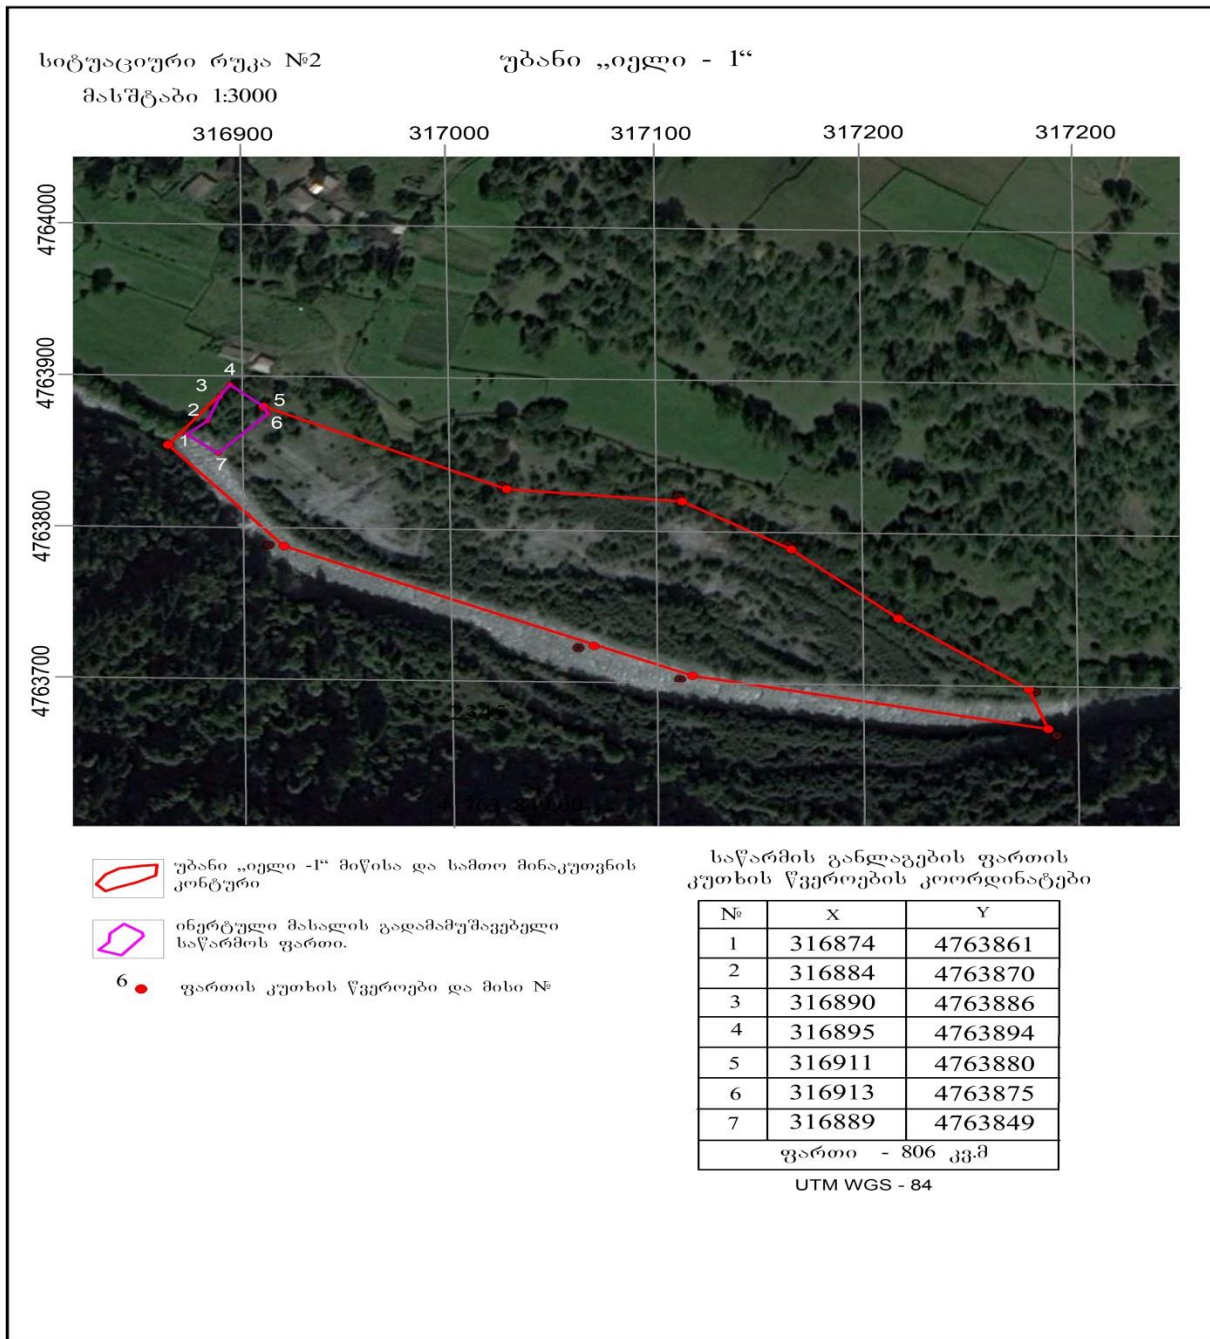 სიტუაციური რუკა №2
უბანი „იელი - 1“
მასშტაბი 1:3000
316900 317000 317100 317200 317200
4764000
4763900
4763800
4763700
4
3
5
2
6
1
7
უბანი „იელი -1“ მიწისა და სამთო მინაკუთვნის
კონტური
ინერტული მასალის გადამამუშავებელი
საწარმოს ფართი.
6 ფართის კუთხის წვეროები და მისი №
საწარმის განლაგების ფართის
კუთხის წვეროების კოორდინატები
№ X Y
1 316874 4763861
2 316884 4763870
3 316890 4763886
4 316895 4763894
5 316911 4763880
6 316913 4763875
7 316889 4763849
ფართი - 806 კვ.მ
UTM WGS - 84